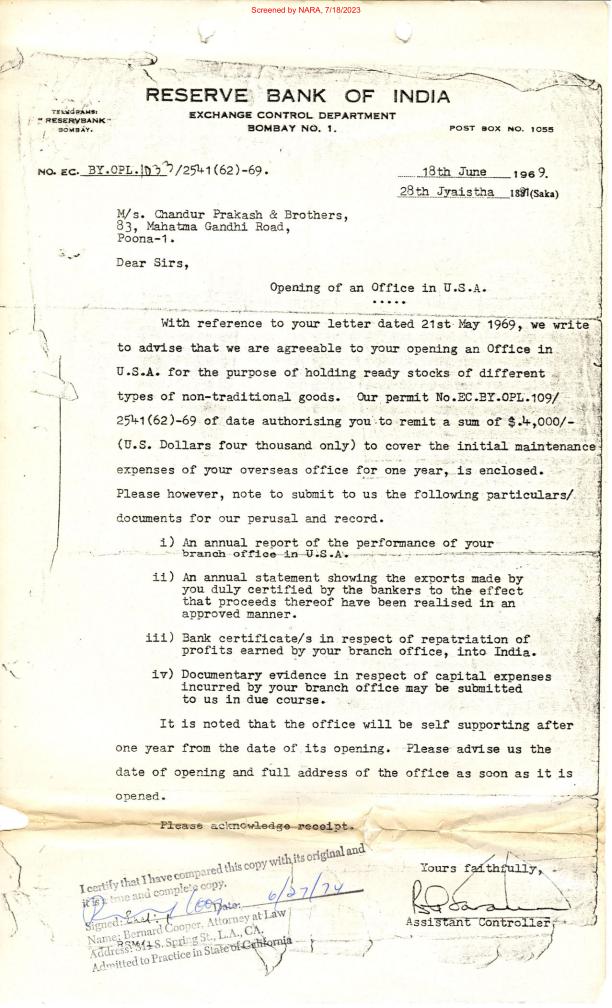 Screened by NARA, 7/18/2023
RESERVE BANK OF INDIA
EXCHANGE CONTROL DEPARTMENT
BOMBAY NO. 1.
TELEGRAMS:
"RESERVBANK"
BOMBAY.
POST BOX NO. 1055
NO. EC. BY.OPL.1033/2541(62)-69.
18th June 1969.
28th Jyaistha 1891(Saka)
M/s. Chandur Prakash & Brothers,
83, Mahatma Gandhi Road,
Poona-1.
Dear Sirs,
Opening of an Office in U.S.A.
.....
With reference to your letter dated 21st May 1969, we write
to advise that we are agreeable to your opening an Office in
U.S.A. for the purpose of holding ready stocks of different
types of non-traditional goods. Our permit No.EC.BY.OPL.109/
2541(62)-69 of date authorising you to remit a sum of $.4,000/-
(U.S. Dollars four thousand only) to cover the initial maintenance
expenses of your overseas office for one year, is enclosed.
Please however, note to submit to us the following particulars/
documents for our perusal and record.
i) An annual report of the performance of your
branch office in U.S.A.
ii) An annual statement showing the exports made by
you duly certified by the bankers to the effect
that proceeds thereof have been realised in an
approved manner.
iii) Bank certificate/s in respect of repatriation of
profits earned by your branch office, into India.
iv) Documentary evidence in respect of capital expenses
incurred by your branch office may be submitted
to us in due course.
It is noted that the office will be self supporting after
one year from the date of its opening. Please advise us the
date of opening and full address of the office as soon as it is
opened.
Please acknowledge receipt.
Yours faithfully,
Assistant Controller.
I certify that I have compared this copy with its original and
it is a true and complete copy.
Signed: Date: 6/27/74
Name: Bernard Cooper, Attorney at Law
Address: 314 S. Spring St., L.A., CA.
Admitted to Practice in State of California